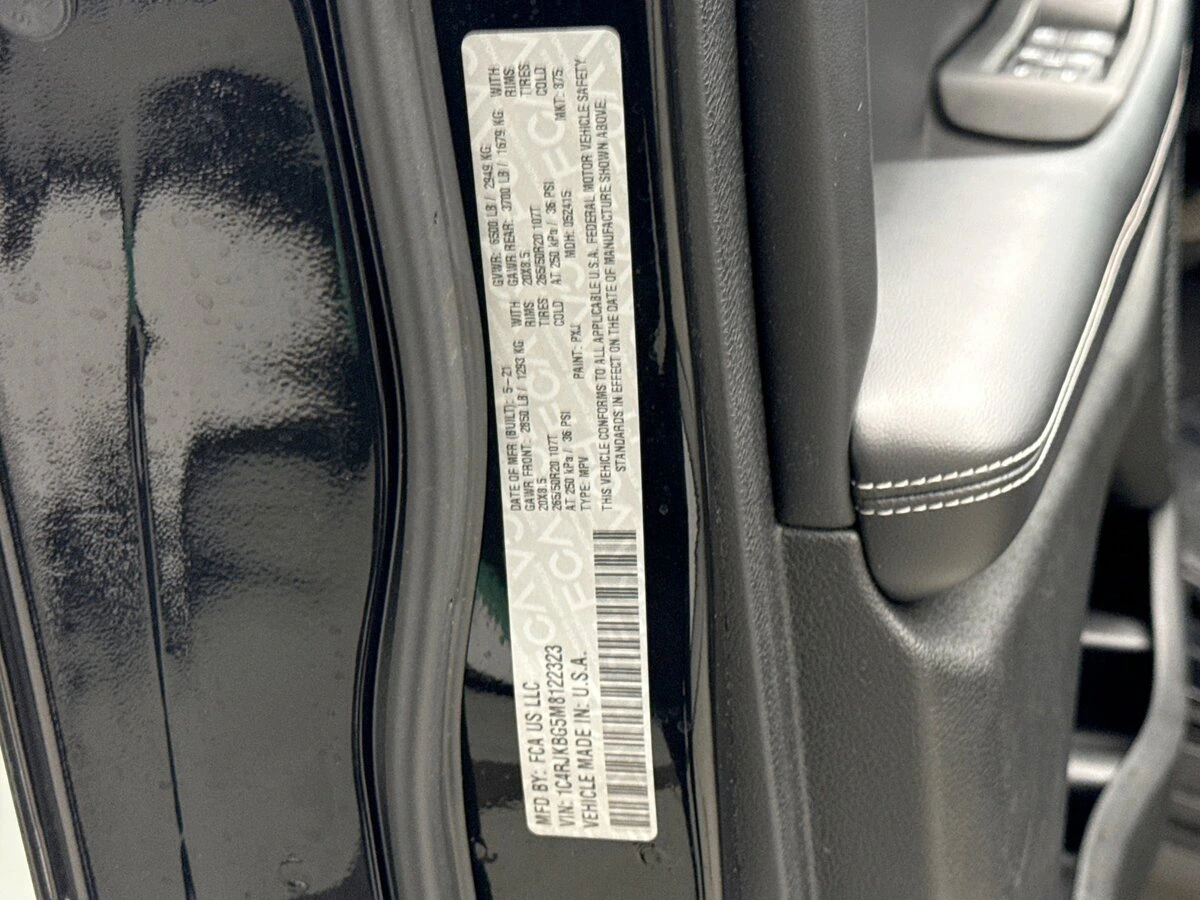 MFD BY: FCA US LLC
VIN: 1C4RJKBG5M8122323
VEHICLE MADE IN: U.S.A.
DATE OF MFR (BUILT): 5-21 GVWR: 6500 LB / 2949 KG
GAWR FRONT: 2850 LB / 1293 KG WITH GAWR REAR: 3700 LB / 1679 KG WITH
20X8.5 RIMS 20X8.5 RIMS
265/50R20 107T TIRES 265/50R20 107T TIRES
AT 250 kPa / 36 PSI COLD AT 250 kPa / 36 PSI COLD
TYPE: MPV PAINT: PXJ MDH: 052415 MKT: 875
THIS VEHICLE CONFORMS TO ALL APPLICABLE U.S.A. FEDERAL MOTOR VEHICLE SAFETY
STANDARDS IN EFFECT ON THE DATE OF MANUFACTURE SHOWN ABOVE.
FCA